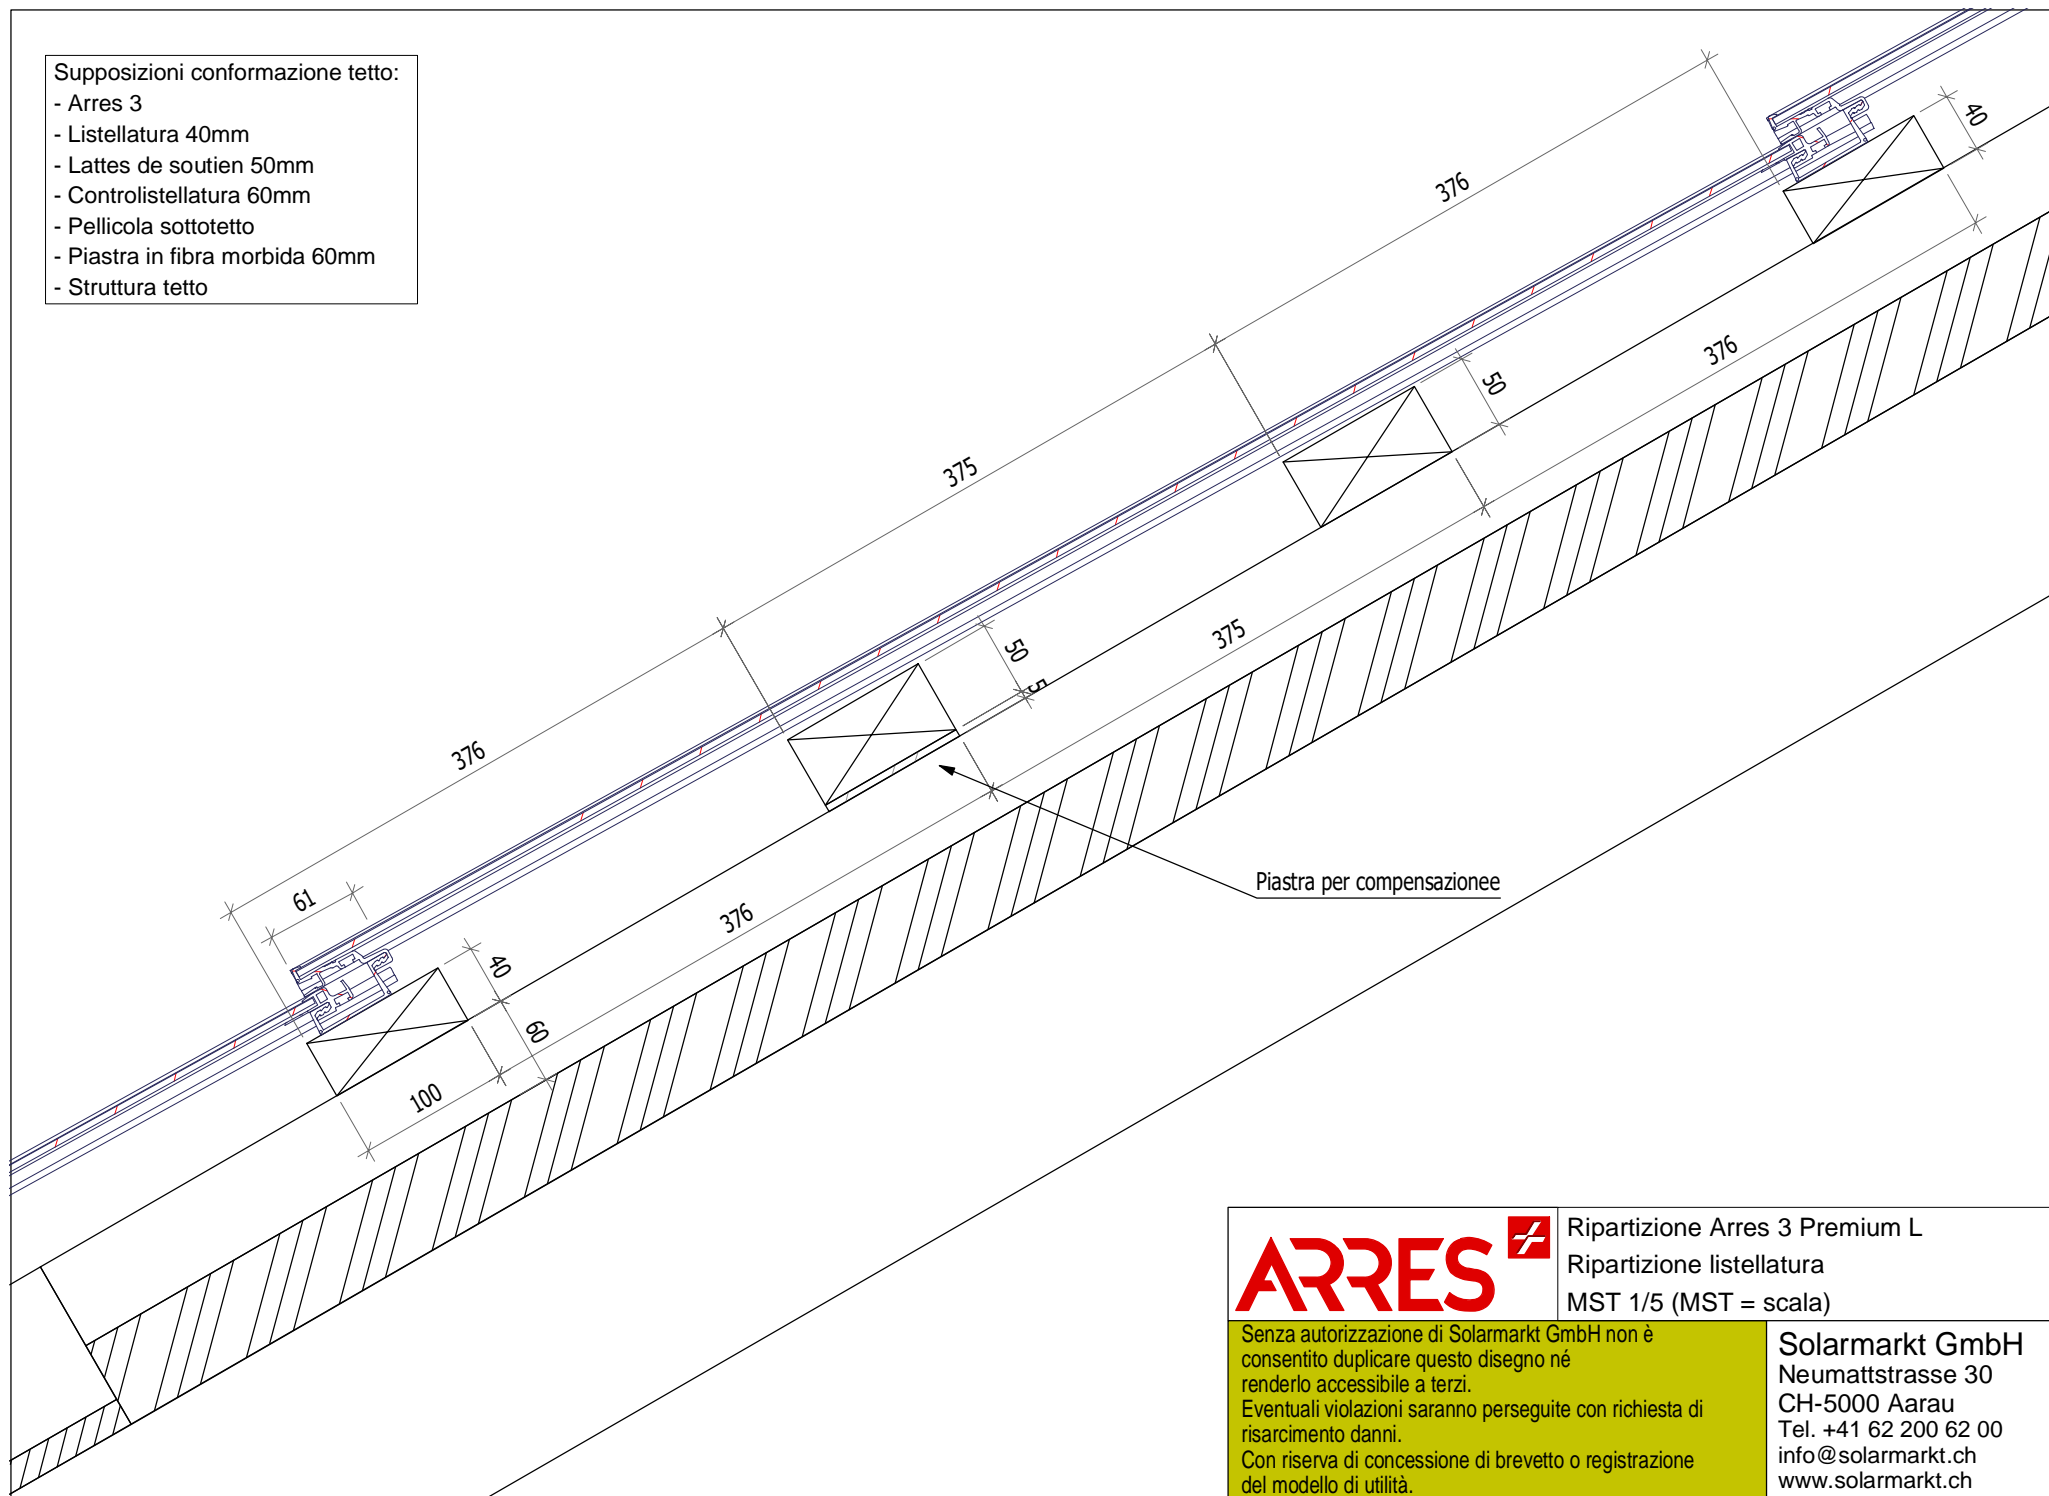 Supposizioni conformazione tetto:
- Arres 3
- Listellatura 40mm
- Lattes de soutien 50mm
- Controlistellatura 60mm
- Pellicola sottotetto
- Piastra in fibra morbida 60mm
- Struttura tetto
40
376
376
50
375
375
50
5
376
61
376
40
60
100
Piastra per compensazionee
ARRES
Ripartizione Arres 3 Premium L
Ripartizione listellatura
MST 1/5 (MST = scala)
Senza autorizzazione di Solarmarkt GmbH non è
consentito duplicare questo disegno né
renderlo accessibile a terzi.
Eventuali violazioni saranno perseguite con richiesta di
risarcimento danni.
Con riserva di concessione di brevetto o registrazione
del modello di utilità.
Solarmarkt GmbH
Neumattstrasse 30
CH-5000 Aarau
Tel. +41 62 200 62 00
info@solarmarkt.ch
www.solarmarkt.ch